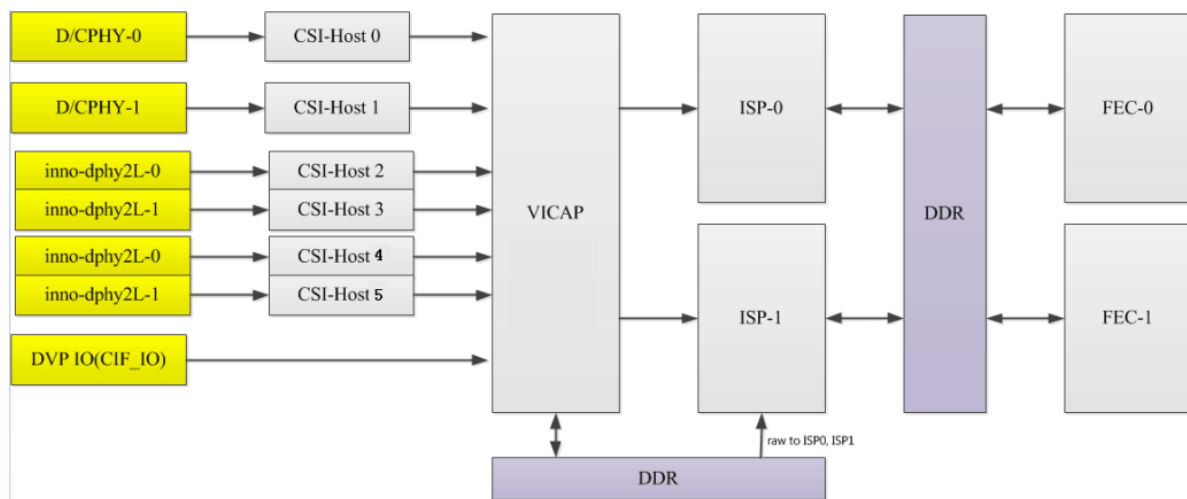 D/CPHY-0
CSI-Host 0
D/CPHY-1
CSI-Host 1
inno-dphy2L-0
CSI-Host 2
inno-dphy2L-1
CSI-Host 3
inno-dphy2L-0
CSI-Host 4
inno-dphy2L-1
CSI-Host 5
DVP IO(CIF_IO)
VICAP
ISP-0
ISP-1
DDR
FEC-0
FEC-1
raw to ISP0, ISP1
DDR